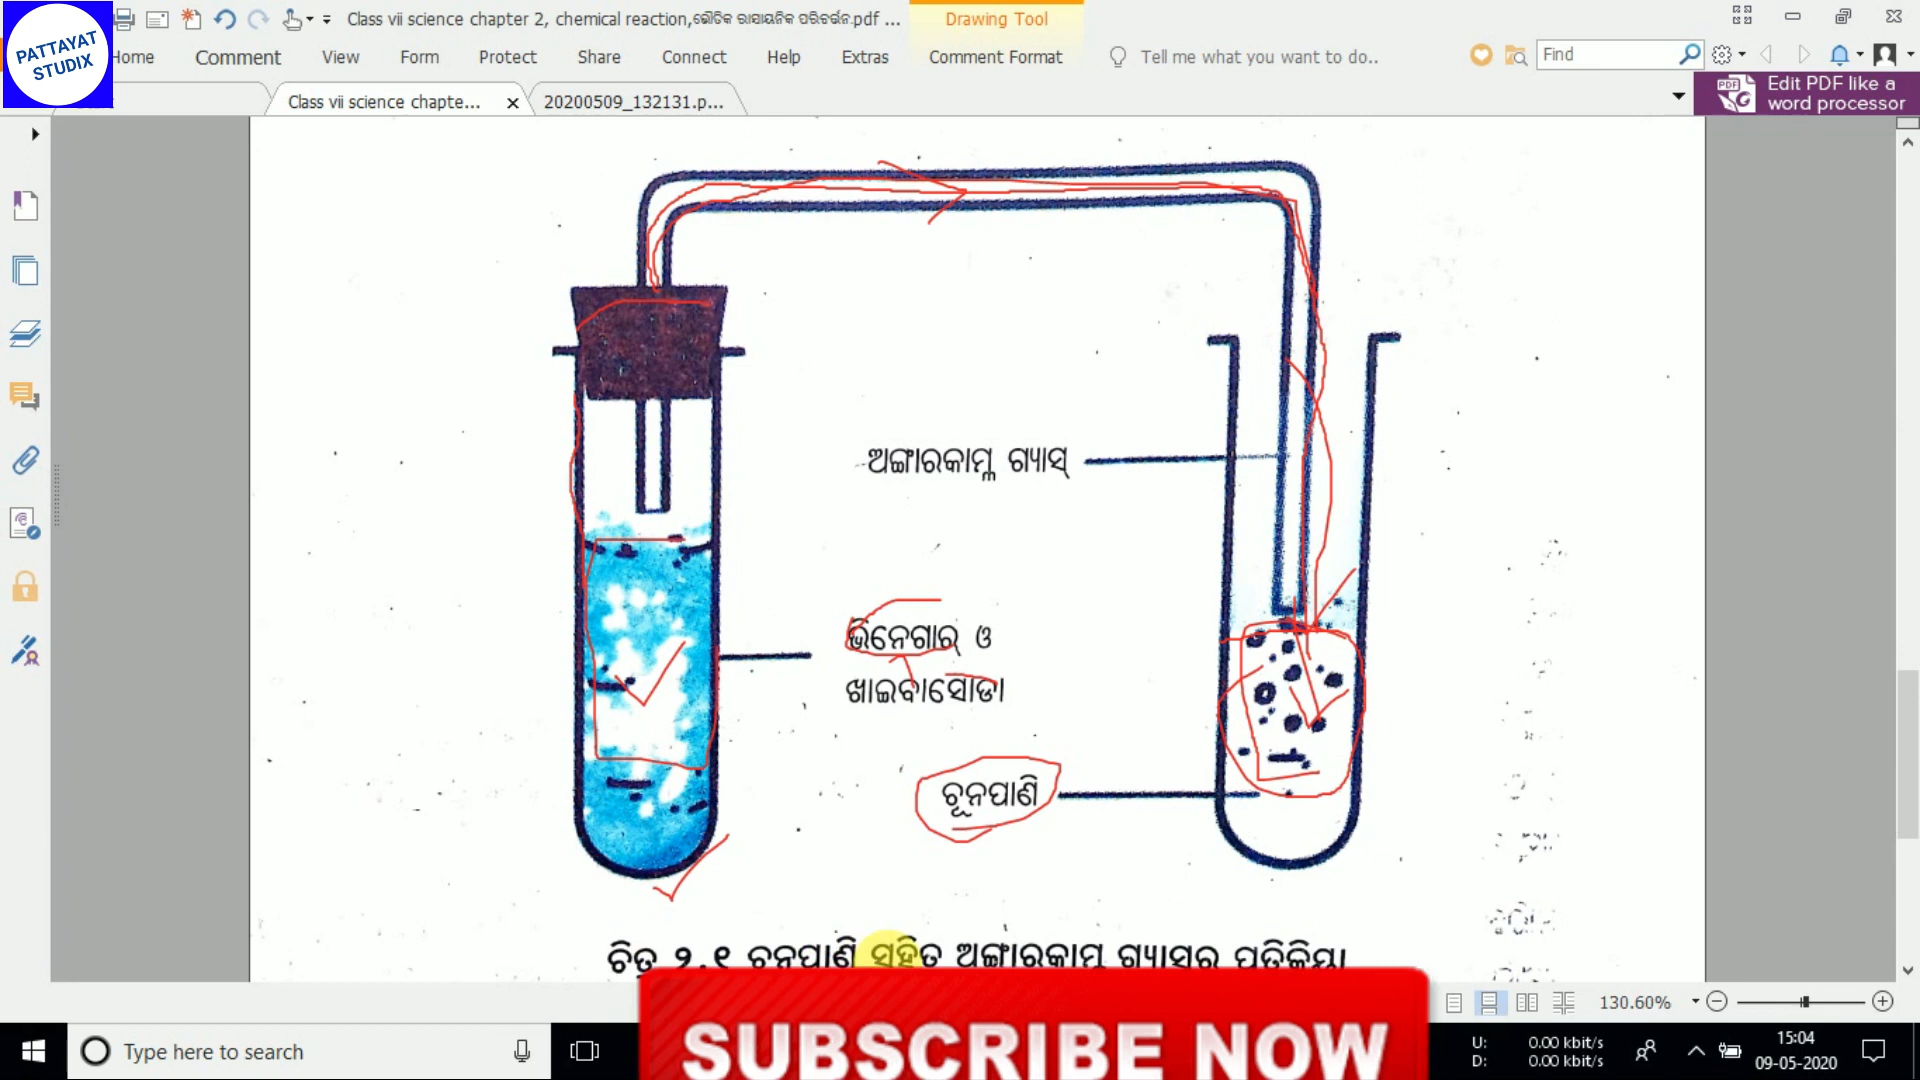 PATTAYAT
STUDIX
Class vii science chapter 2, chemical reaction,ଭୌତିକ ରାସାୟନିକ ପରିବର୍ତ୍ତନ.pdf ...
Drawing Tool
Home Comment View Form Protect Share Connect Help Extras Comment Format Tell me what you want to do.. Find
Class vii science chapte... 20200509_132131.p...
Edit PDF like a
word processor
ଅଙ୍ଗାରକାମ୍ଳ ଗ୍ୟାସ୍
ଭିନେଗାର୍ ଓ
ଖାଇବାସୋଡା
ଚୂନପାଣି
ଚିତ୍ର ୨.୧ ଚୂନପାଣି ସହିତ ଅଙ୍ଗାରକାମ୍ଳ ଗ୍ୟାସର ପ୍ରତିକ୍ରିୟା
130.60%
SUBSCRIBE NOW
Type here to search
U: 0.00 kbit/s
D: 0.00 kbit/s
15:04
09-05-2020